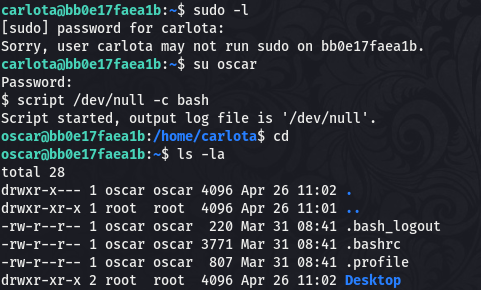 carlota@bb0e17faea1b:~$ sudo -l
[sudo] password for carlota:
Sorry, user carlota may not run sudo on bb0e17faea1b.
carlota@bb0e17faea1b:~$ su oscar
Password:
$ script /dev/null -c bash
Script started, output log file is '/dev/null'.
oscar@bb0e17faea1b:/home/carlota$ cd
oscar@bb0e17faea1b:~$ ls -la
total 28
drwxr-x--- 1 oscar oscar 4096 Apr 26 11:02 .
drwxr-xr-x 1 root  root  4096 Apr 26 11:01 ..
-rw-r--r-- 1 oscar oscar  220 Mar 31 08:41 .bash_logout
-rw-r--r-- 1 oscar oscar 3771 Mar 31 08:41 .bashrc
-rw-r--r-- 1 oscar oscar  807 Mar 31 08:41 .profile
drwxr-xr-x 2 root  root  4096 Apr 26 11:02 Desktop